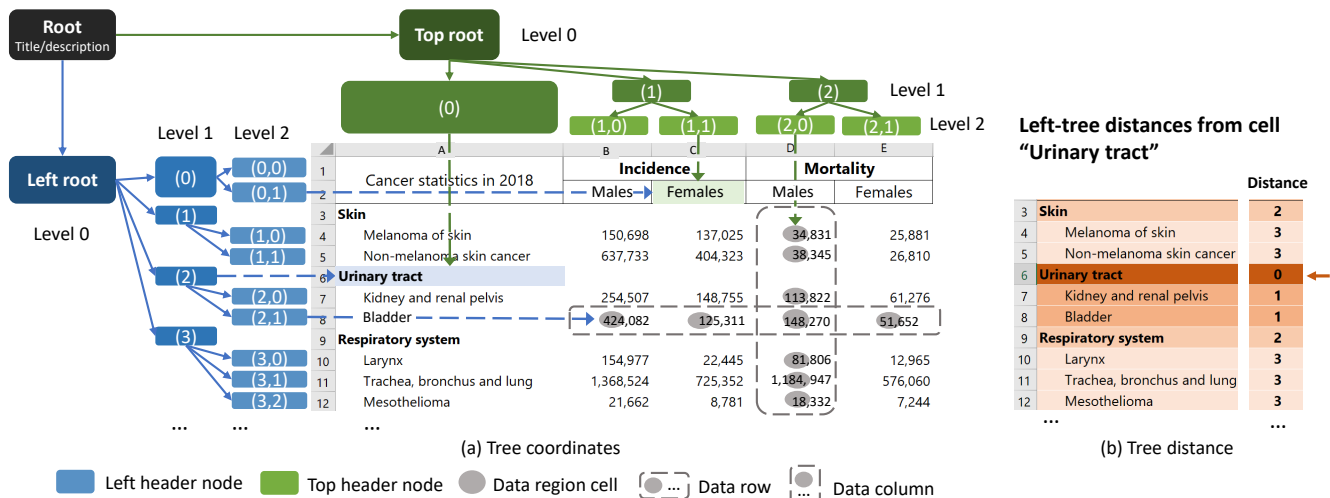 Root
Title/description
Top root
Level 0
(0)
(1)
(2)
Level 1
(1,0)
(1,1)
(2,0)
(2,1)
Level 2
Level 1
Level 2
Left root
Level 0
(0)
(0,0)
(0,1)
(1)
(1,0)
(1,1)
(2)
(2,0)
(2,1)
(3)
(3,0)
(3,1)
(3,2)
... ...
A B C D E
1 Cancer statistics in 2018 Incidence Mortality
2 Males Females Males Females
3 Skin
4 Melanoma of skin 150,698 137,025 34,831 25,881
5 Non-melanoma skin cancer 637,733 404,323 38,345 26,810
6 Urinary tract
7 Kidney and renal pelvis 254,507 148,755 113,822 61,276
8 Bladder 424,082 125,311 148,270 51,652
9 Respiratory system
10 Larynx 154,977 22,445 81,806 12,965
11 Trachea, bronchus and lung 1,368,524 725,352 1,184,947 576,060
12 Mesothelioma 21,662 8,781 18,332 7,244
...
(a) Tree coordinates
Left-tree distances from cell
“Urinary tract”
Distance
3 Skin 2
4 Melanoma of skin 3
5 Non-melanoma skin cancer 3
6 Urinary tract 0
7 Kidney and renal pelvis 1
8 Bladder 1
9 Respiratory system 2
10 Larynx 3
11 Trachea, bronchus and lung 3
12 Mesothelioma 3
... ...
(b) Tree distance
Left header node
Top header node
Data region cell
... Data row
... Data column